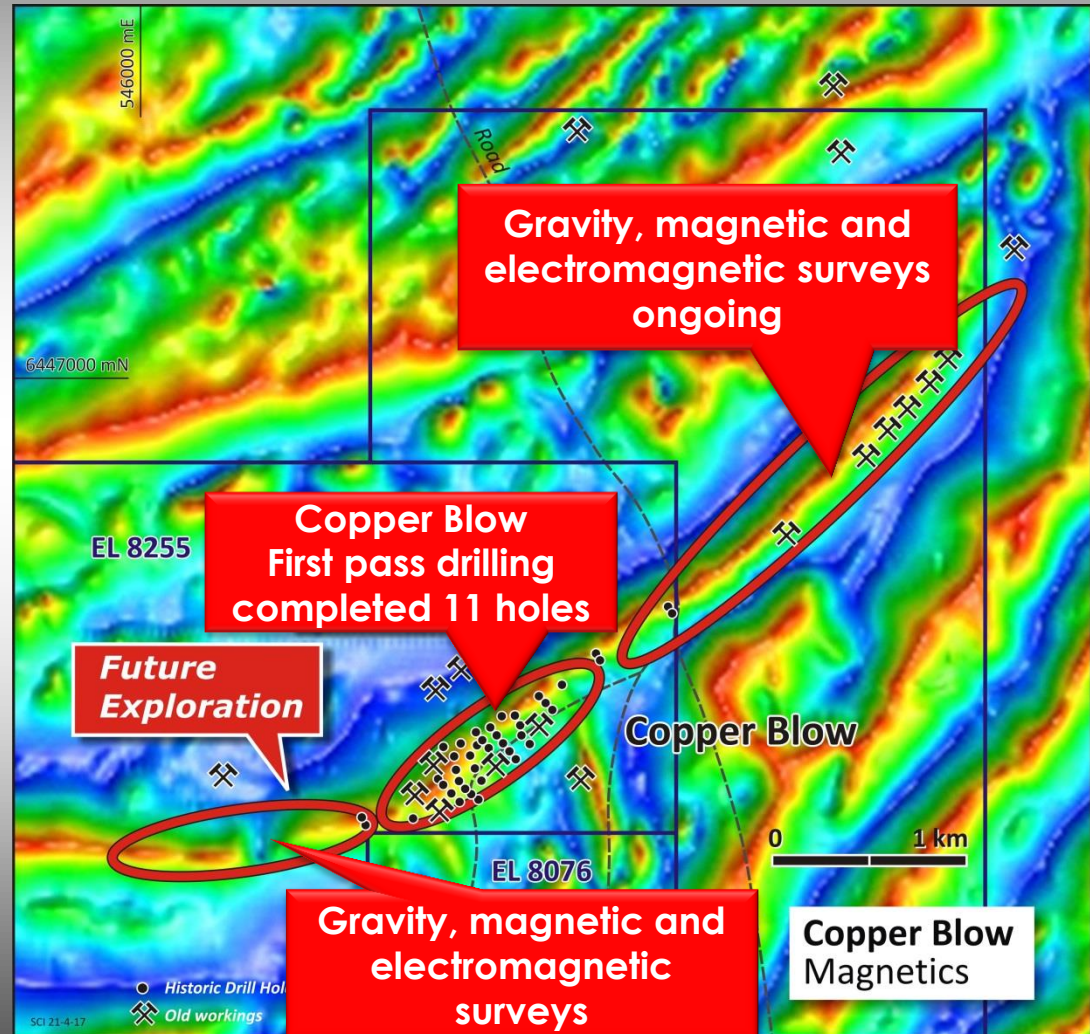 546000 mE
Road
Gravity, magnetic and
electromagnetic surveys
ongoing
6447000 mN
EL 8255
Copper Blow
First pass drilling
completed 11 holes
Future
Exploration
Copper Blow
0 1 km
EL 8076
Gravity, magnetic and
electromagnetic
surveys
Copper Blow
Magnetics
Historic Drill
Old workings
SCI 21-4-17